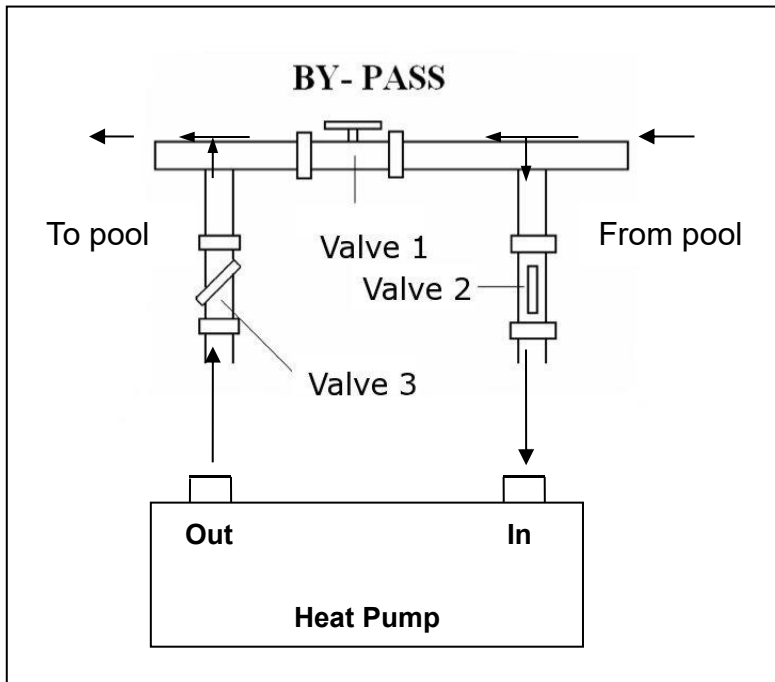 BY- PASS
To pool
Valve 1
From pool
Valve 2
Valve 3
Out
In
Heat Pump